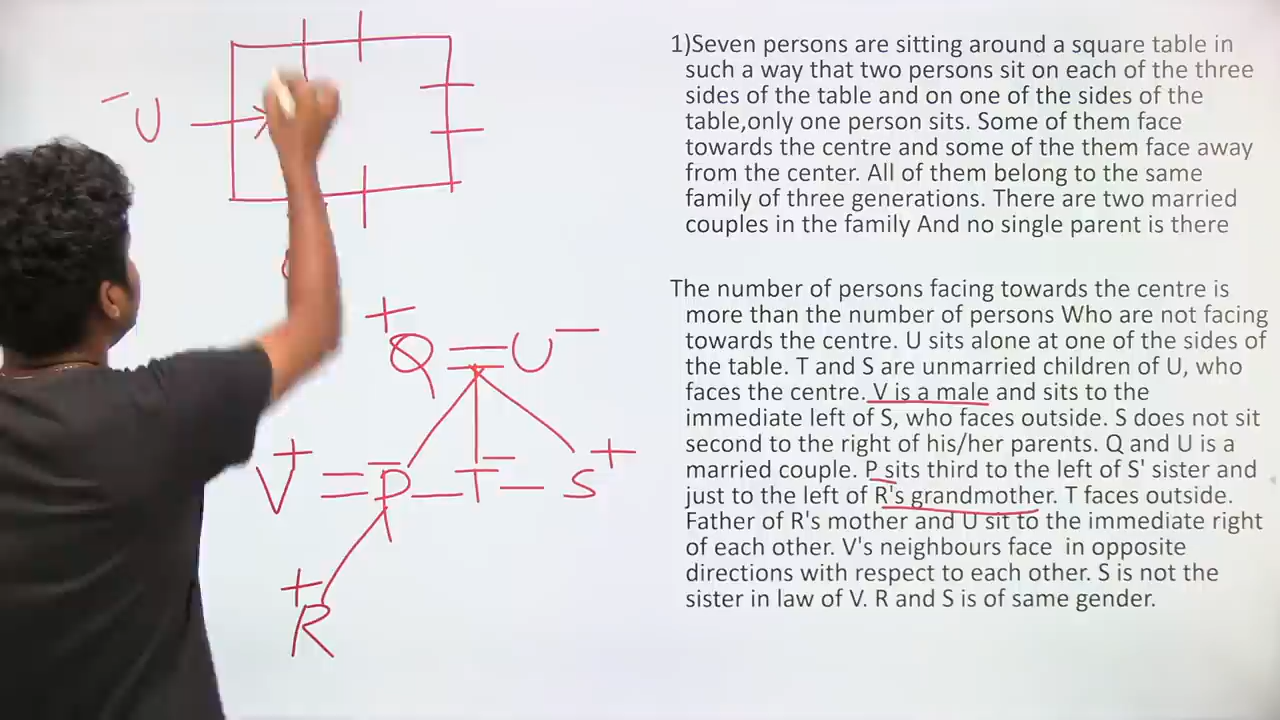 1)Seven persons are sitting around a square table in
such a way that two persons sit on each of the three
sides of the table and on one of the sides of the
table,only one person sits. Some of them face
towards the centre and some of the them face away
from the center. All of them belong to the same
family of three generations. There are two married
couples in the family And no single parent is there
The number of persons facing towards the centre is
more than the number of persons Who are not facing
towards the centre. U sits alone at one of the sides of
the table. T and S are unmarried children of U, who
faces the centre. V is a male and sits to the
immediate left of S, who faces outside. S does not sit
second to the right of his/her parents. Q and U is a
married couple. P sits third to the left of S' sister and
just to the left of R's grandmother. T faces outside.
Father of R's mother and U sit to the immediate right
of each other. V's neighbours face in opposite
directions with respect to each other. S is not the
sister in law of V. R and S is of same gender.
- U
+ Q = U -
V + = P - — T - — S +
+ R